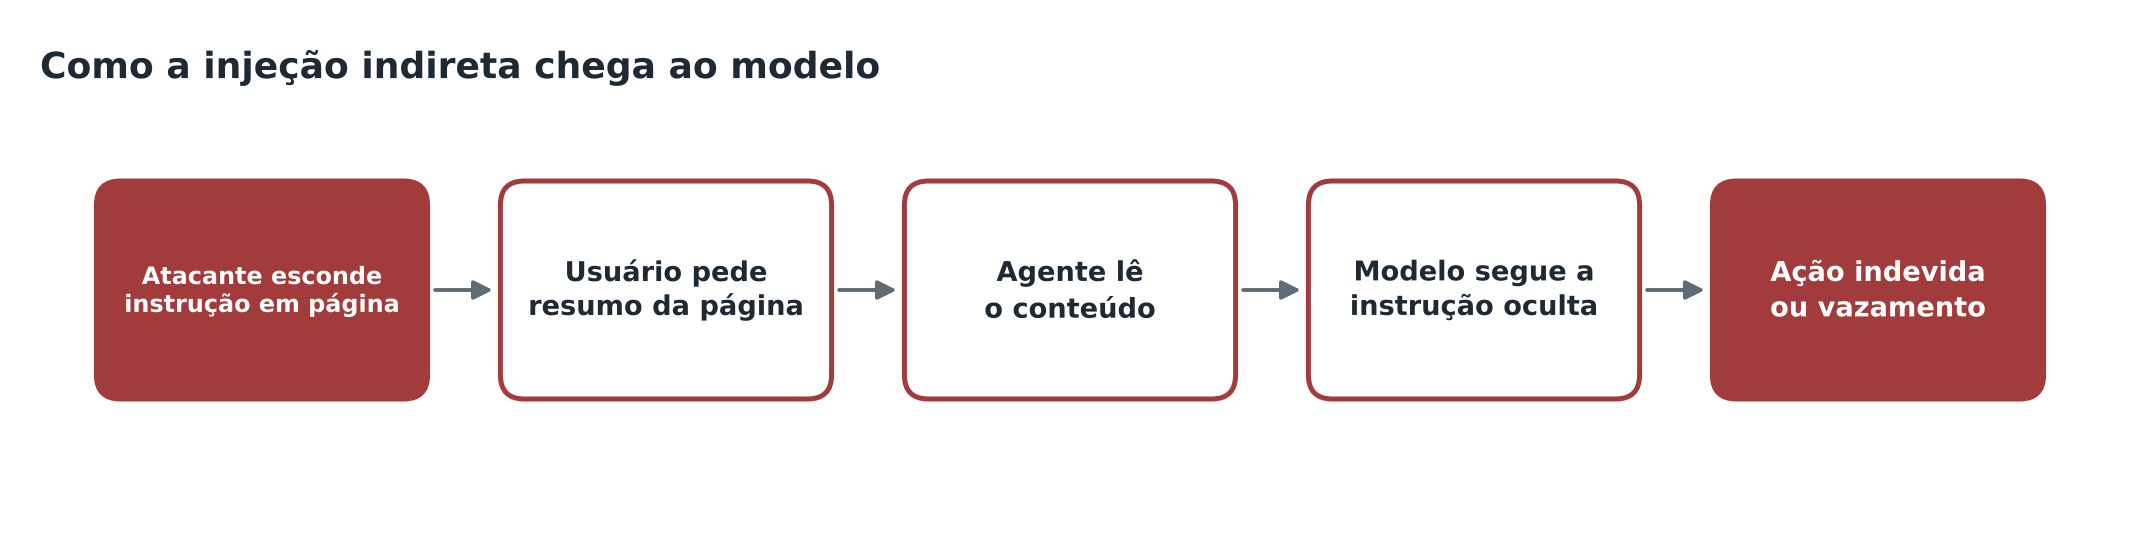 Como a injeção indireta chega ao modelo
Atacante esconde
instrução em página
Usuário pede
resumo da página
Agente lê
o conteúdo
Modelo segue a
instrução oculta
Ação indevida
ou vazamento